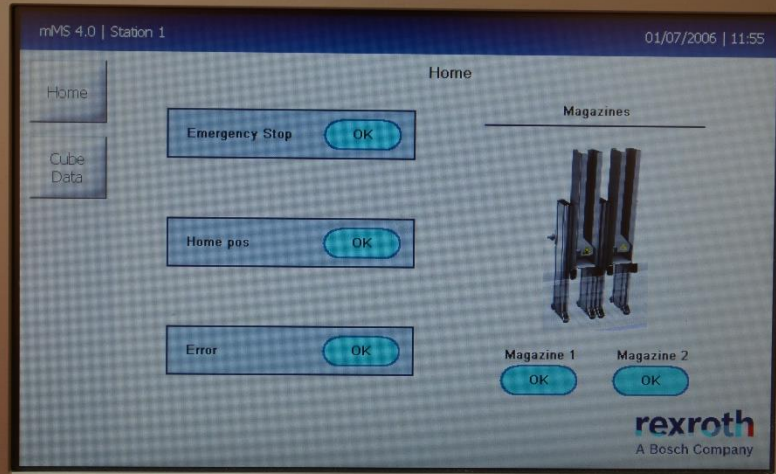 mMS 4.0 | Station 1
01/07/2006 | 11:55
Home
Home
Cube
Data
Emergency Stop OK
Home pos OK
Error OK
Magazines
Magazine 1 Magazine 2
OK OK
rexroth
A Bosch Company